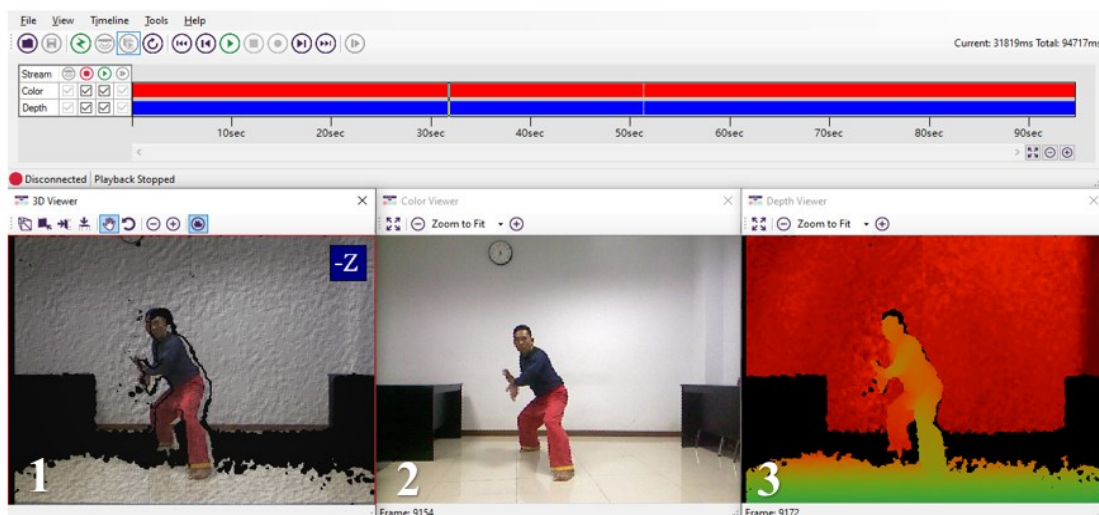 File View Timeline Tools Help
Current: 31819ms Total: 94717ms
Stream
Color
Depth
10sec 20sec 30sec 40sec 50sec 60sec 70sec 80sec 90sec
Disconnected Playback Stopped
3D Viewer
Color Viewer
Zoom to Fit
Depth Viewer
Zoom to Fit
-Z
1
2
3
Frame: 9154
Frame: 9172